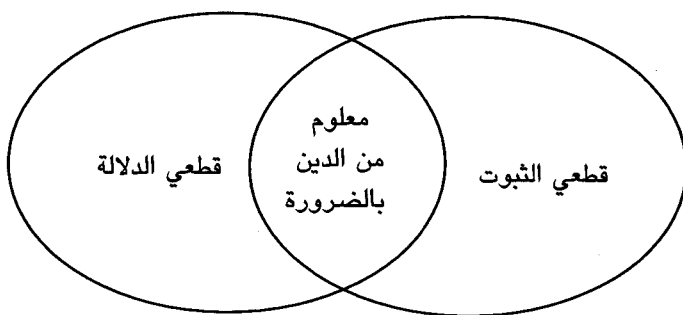 قطعي الثبوت
معلوم
من الدين
بالضرورة
قطعي الدلالة